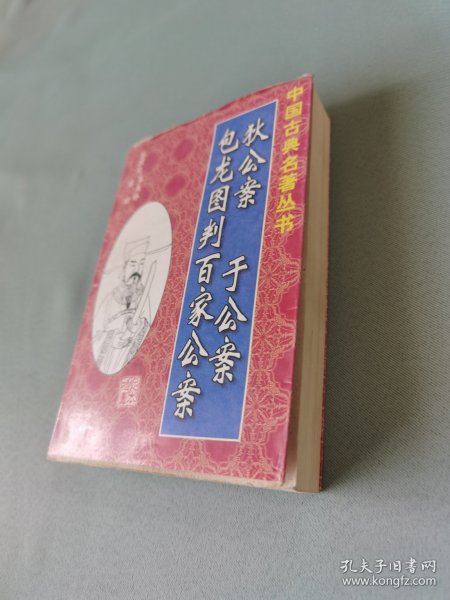 中国古典名著丛书
狄公案 于公案
包龙图判百家公案
孔夫子旧书网
www.kongfz.com